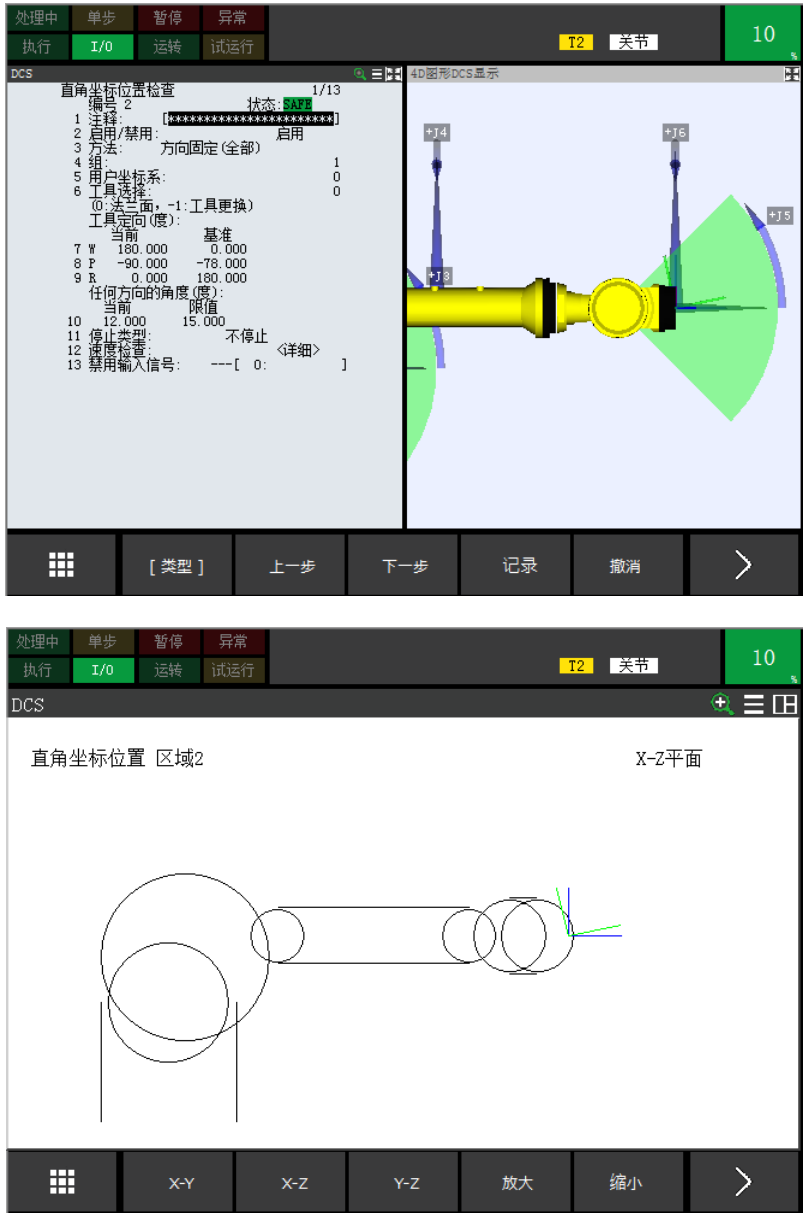 处理中 单步 暂停 异常
执行 I/O 运转 试运行 T2 关节 10 %
DCS
直角坐标位置检查 1/13
编号 2 状态:SAFE
1 注释: [************************]
2 启用/禁用: 启用
3 方法: 方向固定(全部)
4 组: 1
5 用户坐标系: 0
6 工具选择: 0
(0:法兰面，-1:工具更换)
工具定向(度):
当前 基准
7 W 180.000 0.000
8 P -90.000 -78.000
9 R 0.000 180.000
任何方向的角度(度):
当前 限值
10 12.000 15.000
11 停止类型: 不停止
12 速度检查: <详细>
13 禁用输入信号: ---[ 0: ]
4D图形DCS显示
+J4 +J6
+J5
+J3
[ 类型 ] 上一步 下一步 记录 撤消
处理中 单步 暂停 异常
执行 I/O 运转 试运行 T2 关节 10 %
DCS
直角坐标位置 区域2 X-Z平面
X-Y X-Z Y-Z 放大 缩小